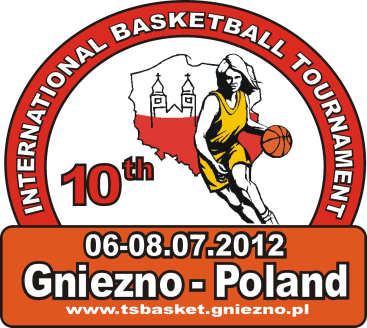 INTERNATIONAL BASKETBALL TOURNAMENT
10th
06-08.07.2012
Gniezno - Poland
www.tsbasket.gniezno.pl